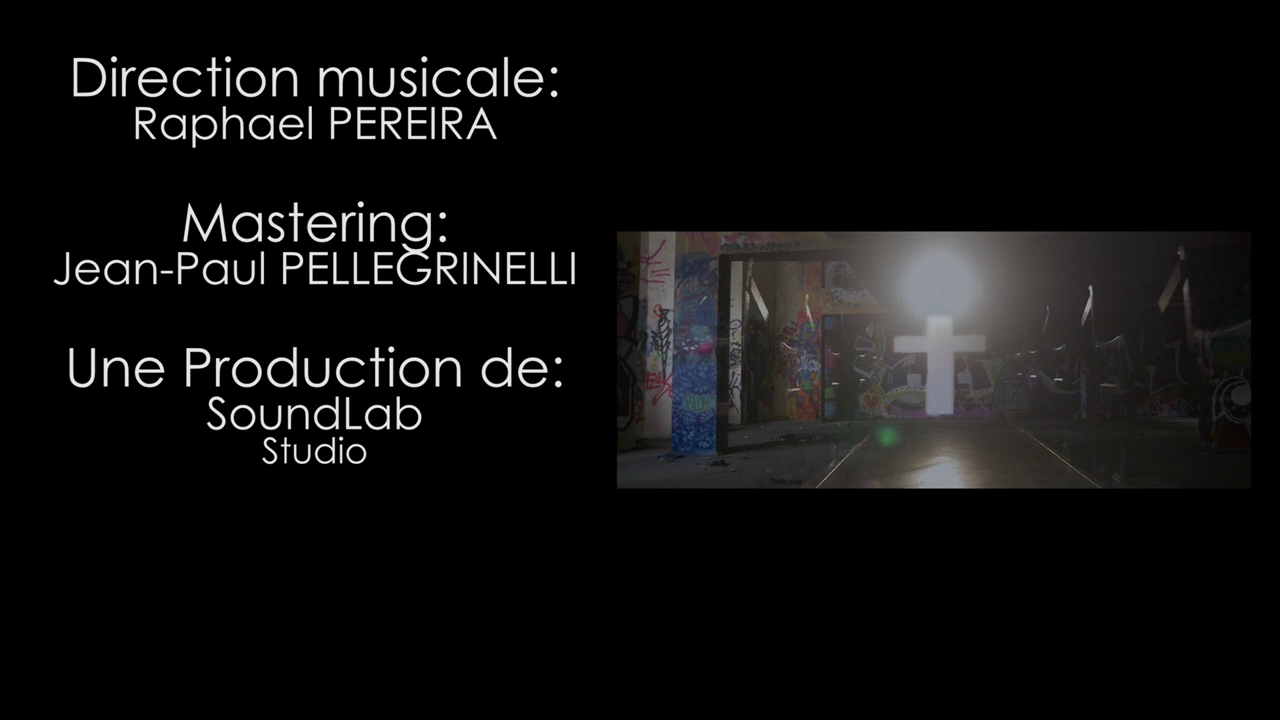 Direction musicale:
Raphael PEREIRA
Mastering:
Jean-Paul PELLEGRINELLI
Une Production de:
SoundLab
Studio